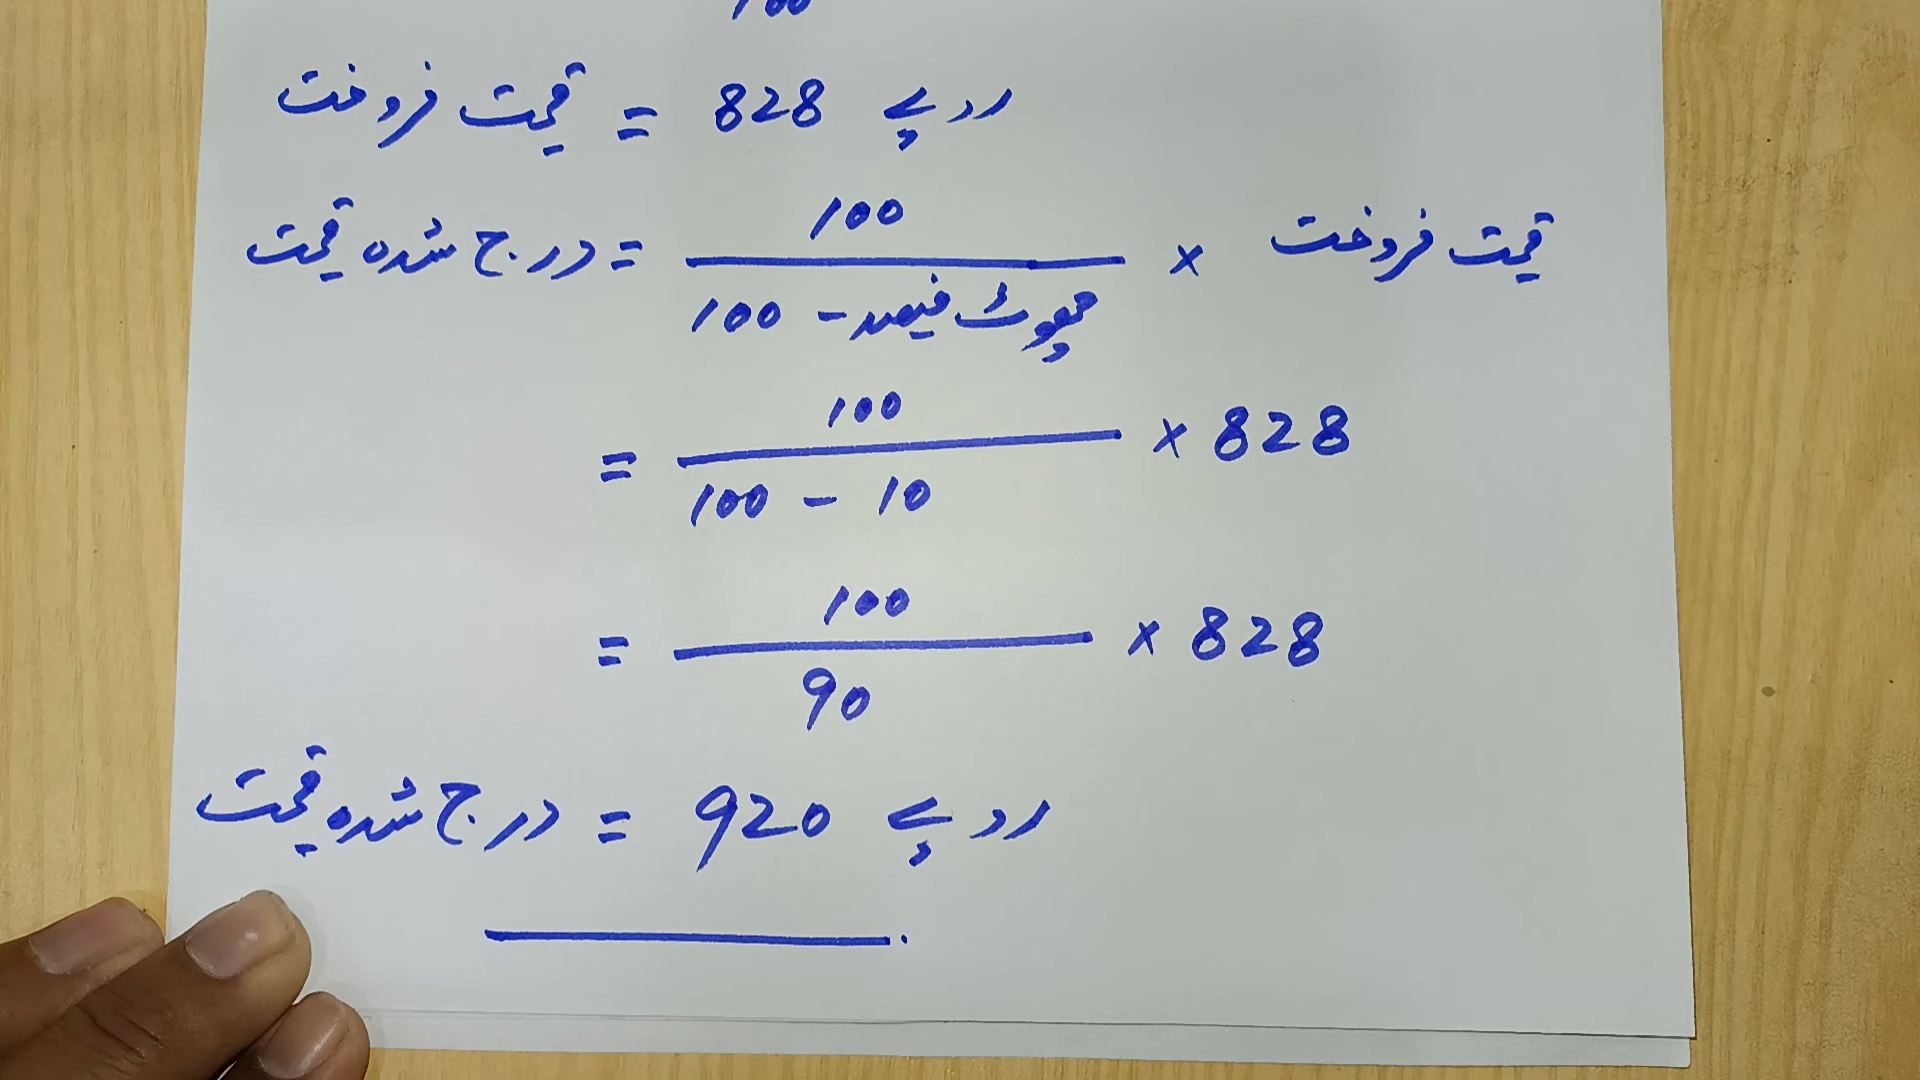 100
قیمت فروخت = 828 روپے
درج شدہ قیمت = 100 / 100 - چھوٹ فیصد × قیمت فروخت
= 100 / 100 - 10 × 828
= 100 / 90 × 828
درج شدہ قیمت = 920 روپے